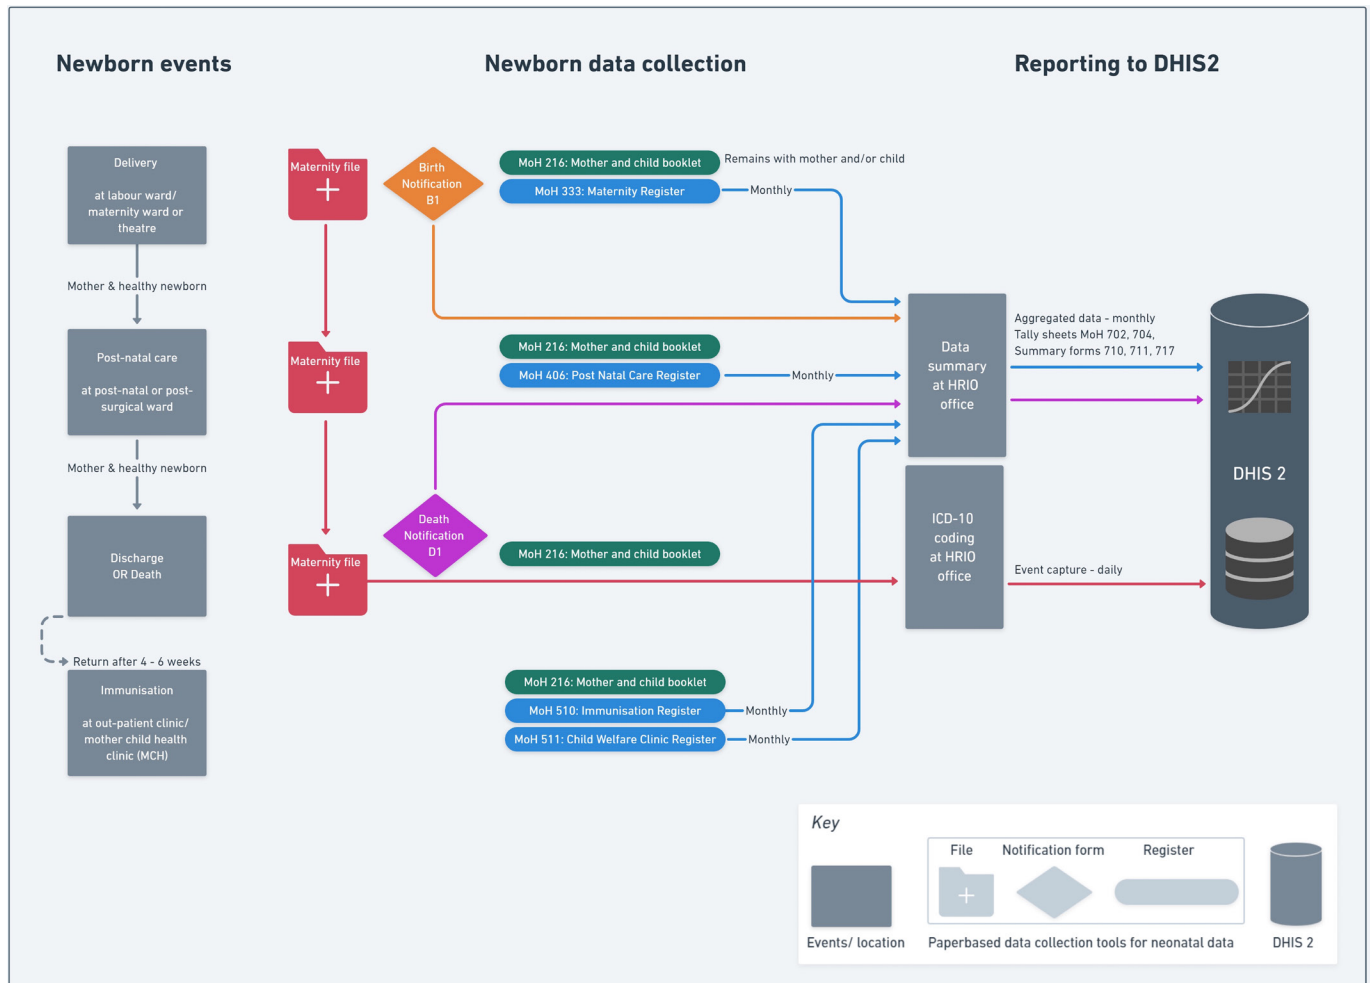 Newborn events
Newborn data collection
Reporting to DHIS2
Delivery
at labour ward/
maternity ward or
theatre
Mother & healthy newborn
Post-natal care
at post-natal or post-
surgical ward
Mother & healthy newborn
Discharge
OR Death
Return after 4 - 6 weeks
Immunisation
at out-patient clinic/
mother child health
clinic (MCH)
Maternity file
Birth
Notification
B1
MoH 216: Mother and child booklet
Remains with mother and/or child
MoH 333: Maternity Register
Monthly
Maternity file
MoH 216: Mother and child booklet
MoH 406: Post Natal Care Register
Monthly
Maternity file
Death
Notification
D1
MoH 216: Mother and child booklet
MoH 216: Mother and child booklet
MoH 510: Immunisation Register
Monthly
MoH 511: Child Welfare Clinic Register
Monthly
Data
summary
at HRIO
office
ICD-10
coding
at HRIO
office
Aggregated data - monthly
Tally sheets MoH 702, 704,
Summary forms 710, 711, 717
Event capture - daily
DHIS 2
Key
Events/ location
File
Notification form
Register
Paperbased data collection tools for neonatal data
DHIS 2